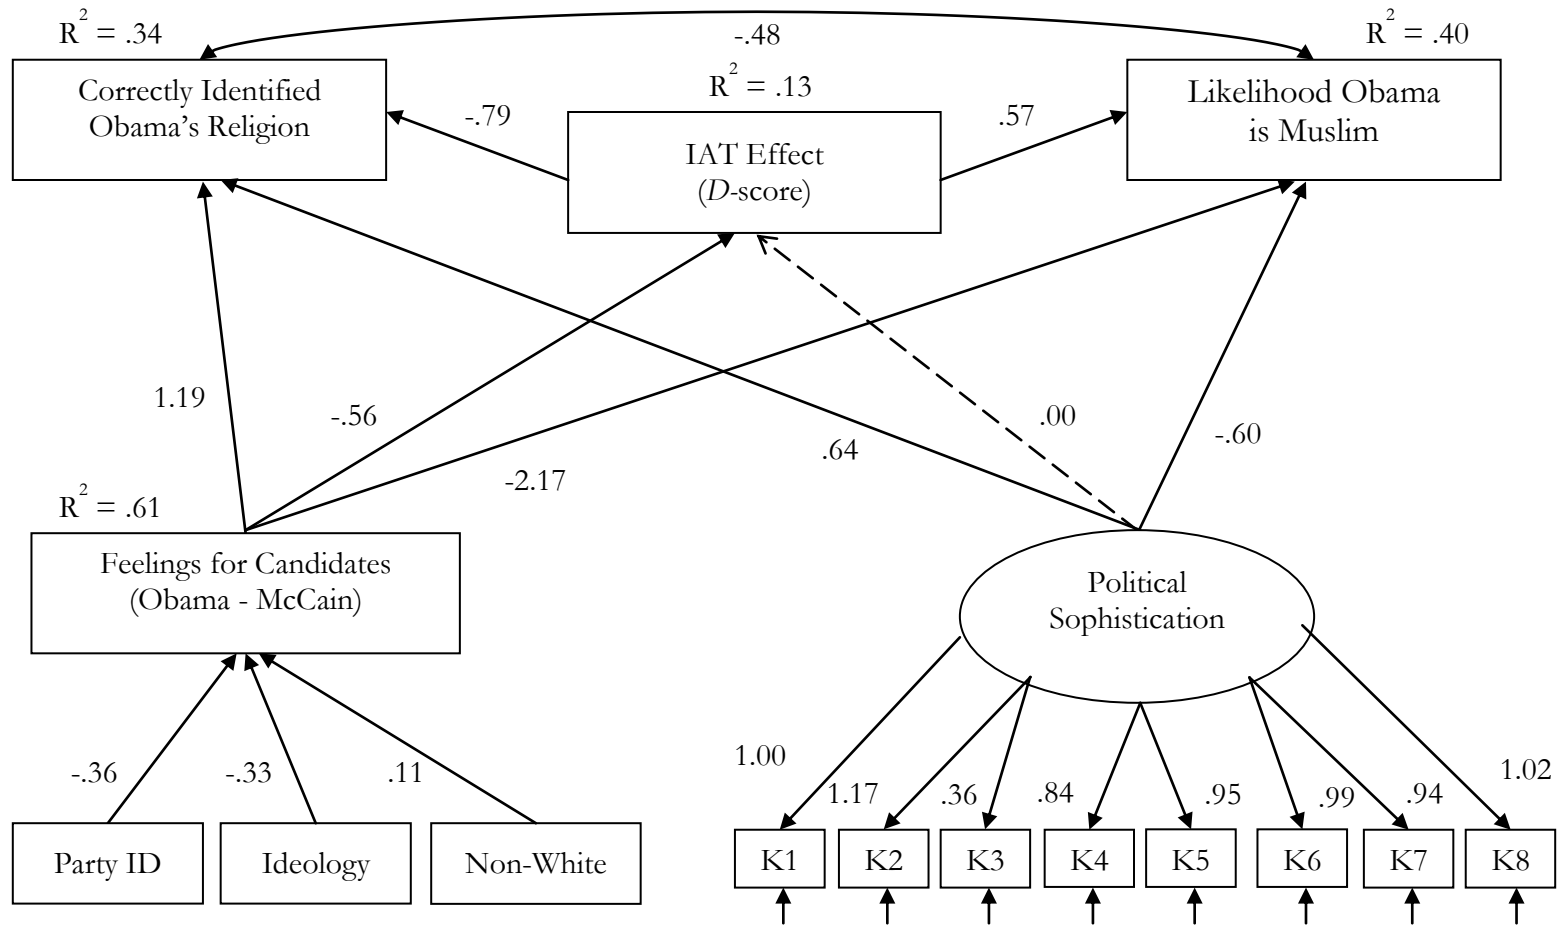 R² = .34
-.48
R² = .40
Correctly Identified
Obama's Religion
-.79
R² = .13
IAT Effect
(D-score)
.57
Likelihood Obama
is Muslim
1.19
-.56
-2.17
.64
.00
-.60
R² = .61
Feelings for Candidates
(Obama - McCain)
Political
Sophistication
-.36
-.33
.11
1.00
1.17
.36
.84
.95
.99
.94
1.02
Party ID
Ideology
Non-White
K1
K2
K3
K4
K5
K6
K7
K8